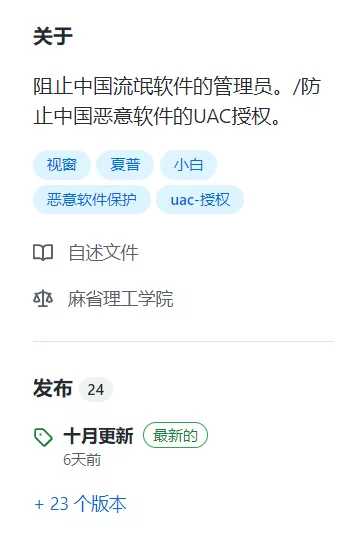 关于
阻止中国流氓软件的管理员。/防
止中国恶意软件的UAC授权。
视窗 夏普 小白
恶意软件保护 uac-授权
自述文件
麻省理工学院
发布 24
十月更新 最新的
6天前
+ 23 个版本